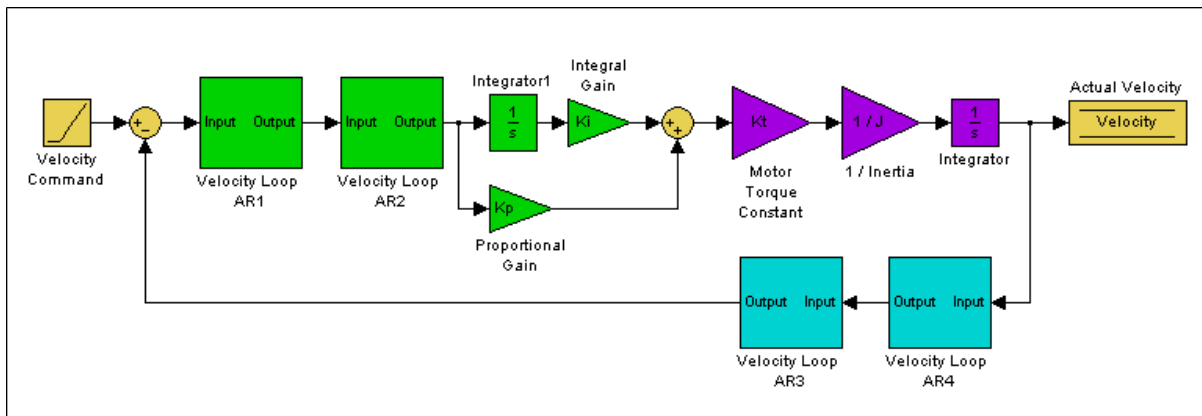 Velocity
Command
+
−
Input Output
Velocity Loop
AR1
Input Output
Velocity Loop
AR2
Integrator1
1
s
Integral
Gain
Ki
Kp
Proportional
Gain
+
+
Kt
Motor
Torque
Constant
1 / J
1 / Inertia
1
s
Integrator
Actual Velocity
Velocity
Output Input
Velocity Loop
AR3
Output Input
Velocity Loop
AR4